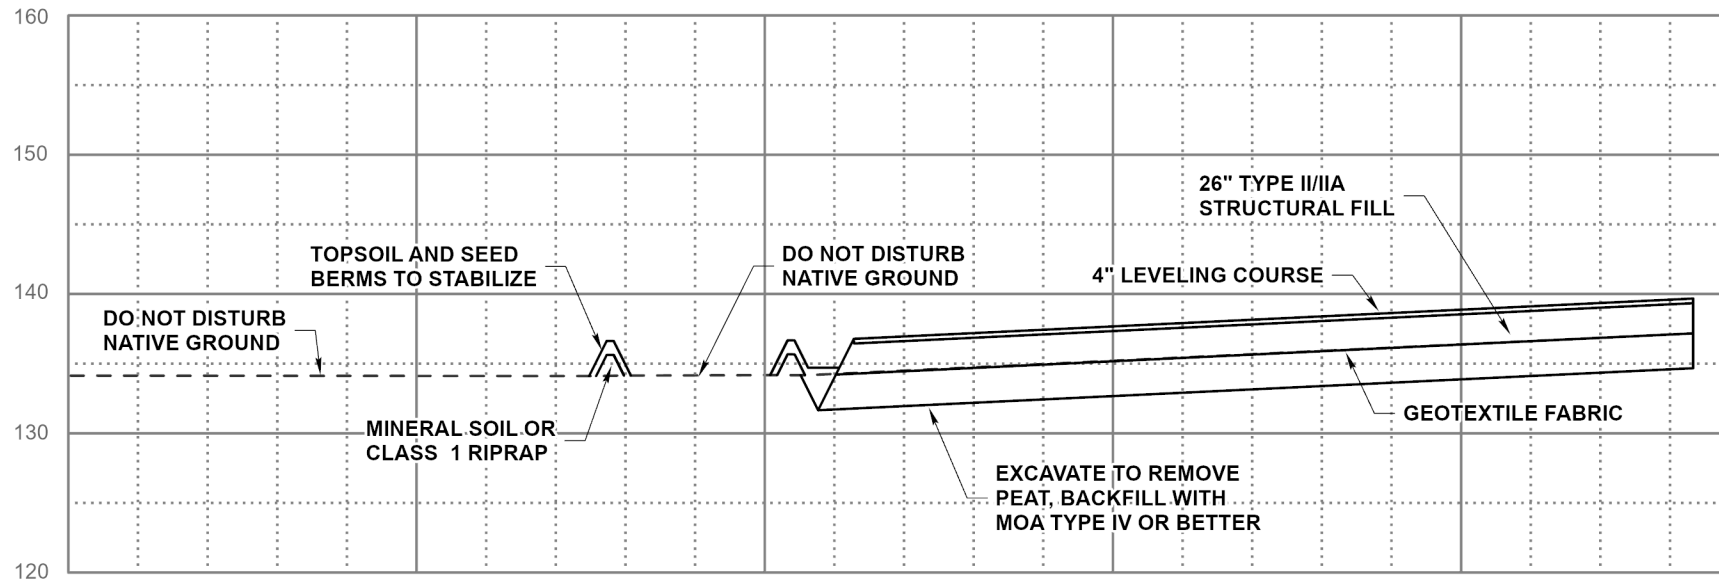 160
150
140
130
120
26" TYPE II/IIA
STRUCTURAL FILL
TOPSOIL AND SEED
BERMS TO STABILIZE
DO NOT DISTURB
NATIVE GROUND
4" LEVELING COURSE
DO NOT DISTURB
NATIVE GROUND
MINERAL SOIL OR
CLASS 1 RIPRAP
GEOTEXTILE FABRIC
EXCAVATE TO REMOVE
PEAT, BACKFILL WITH
MOA TYPE IV OR BETTER